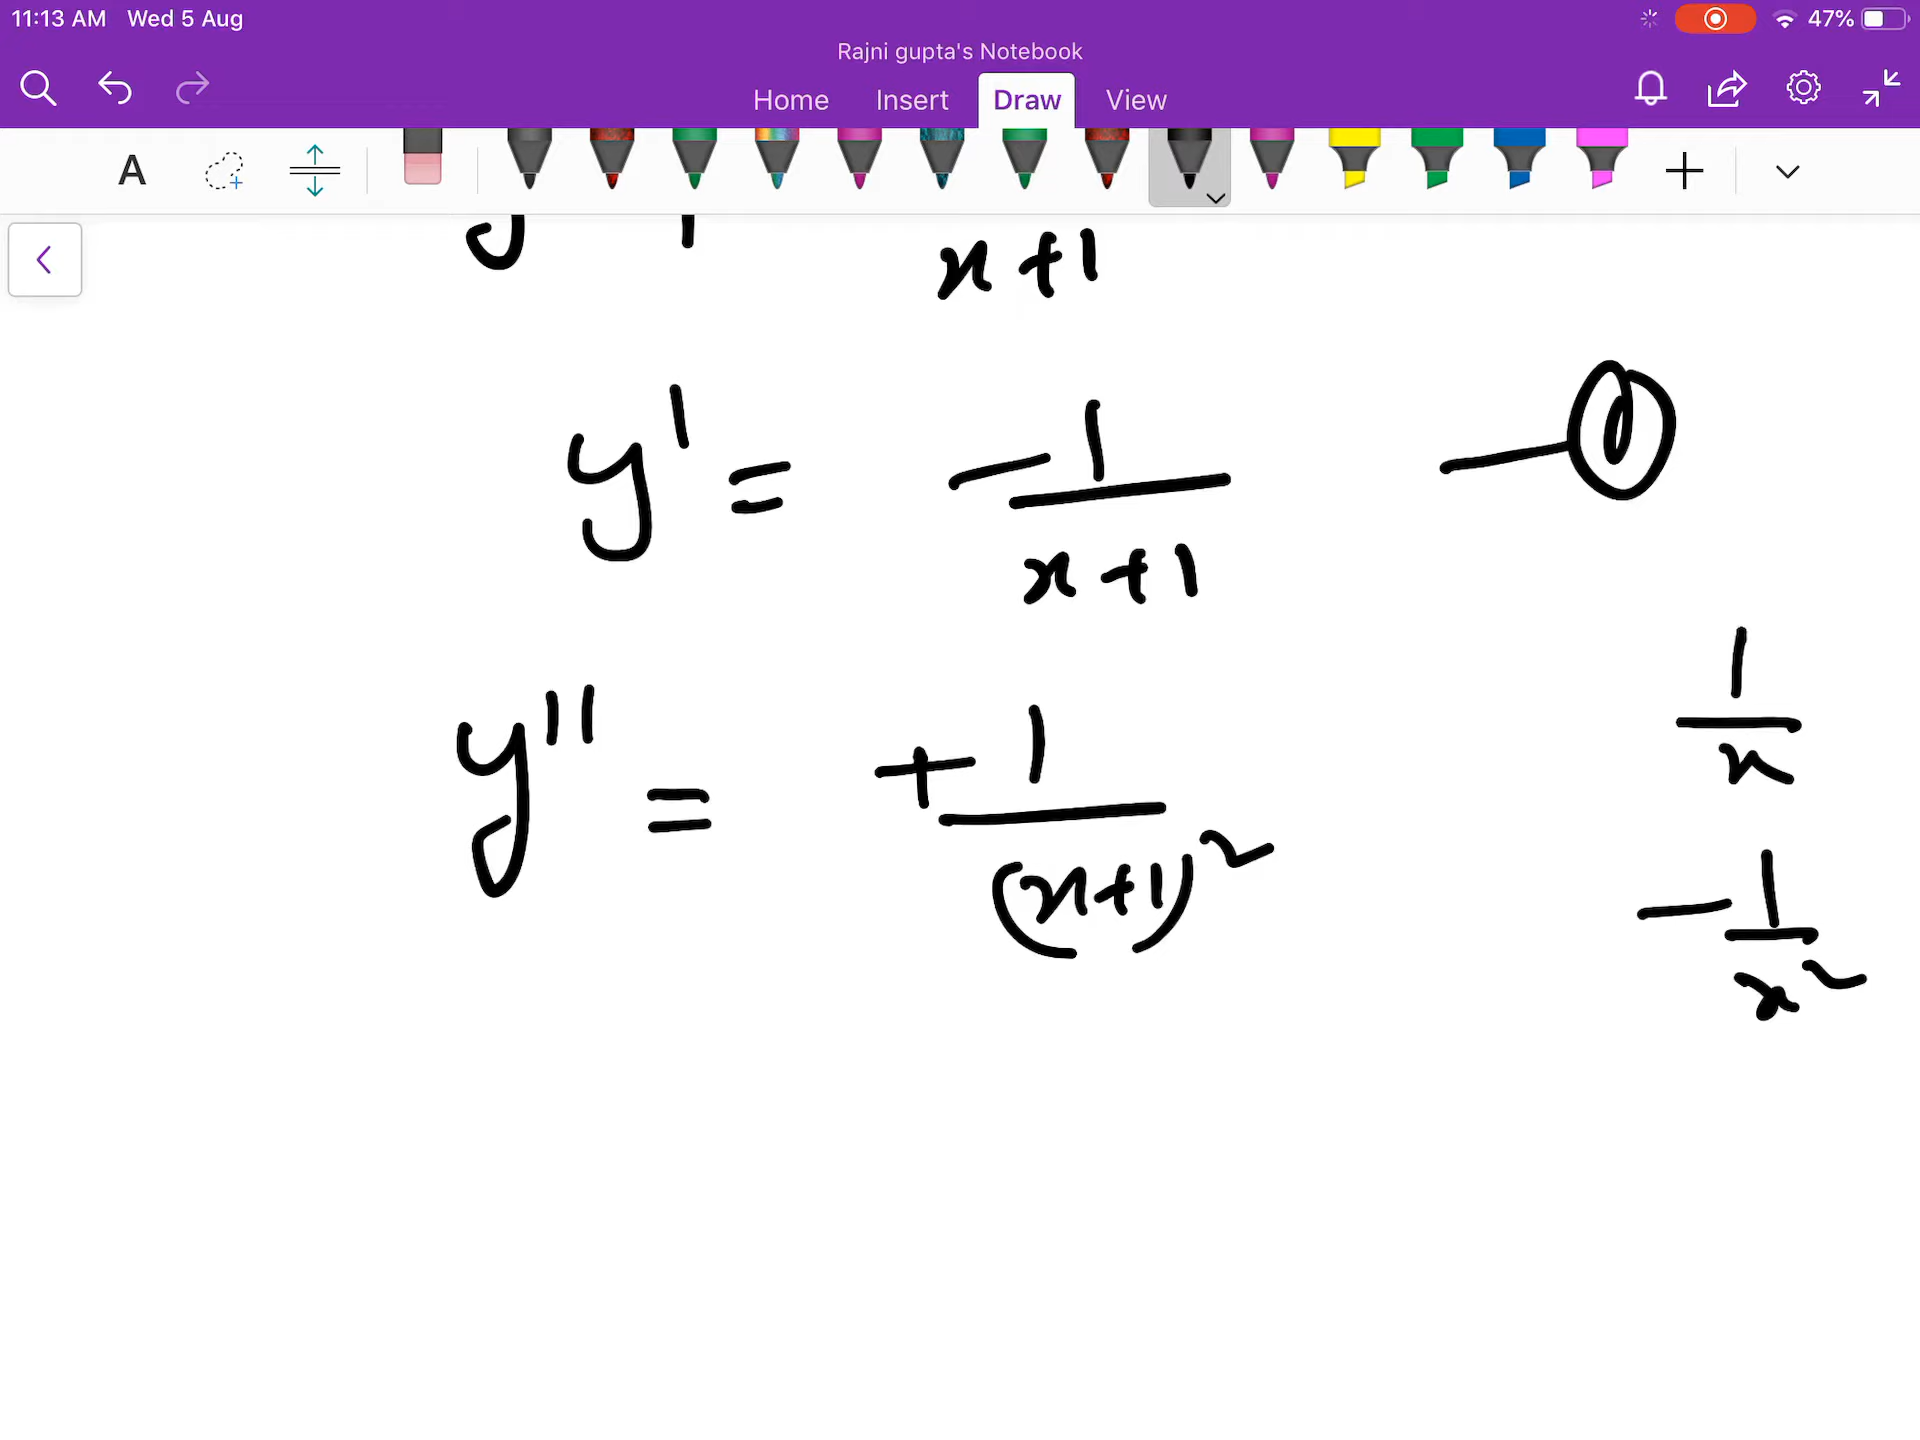 11:13 AM Wed 5 Aug 47%
Rajni gupta's Notebook
Home Insert Draw View
A
x+1
y' = -1/(x+1) —①
y'' = +1/(x+1)²
1/x
-1/x²